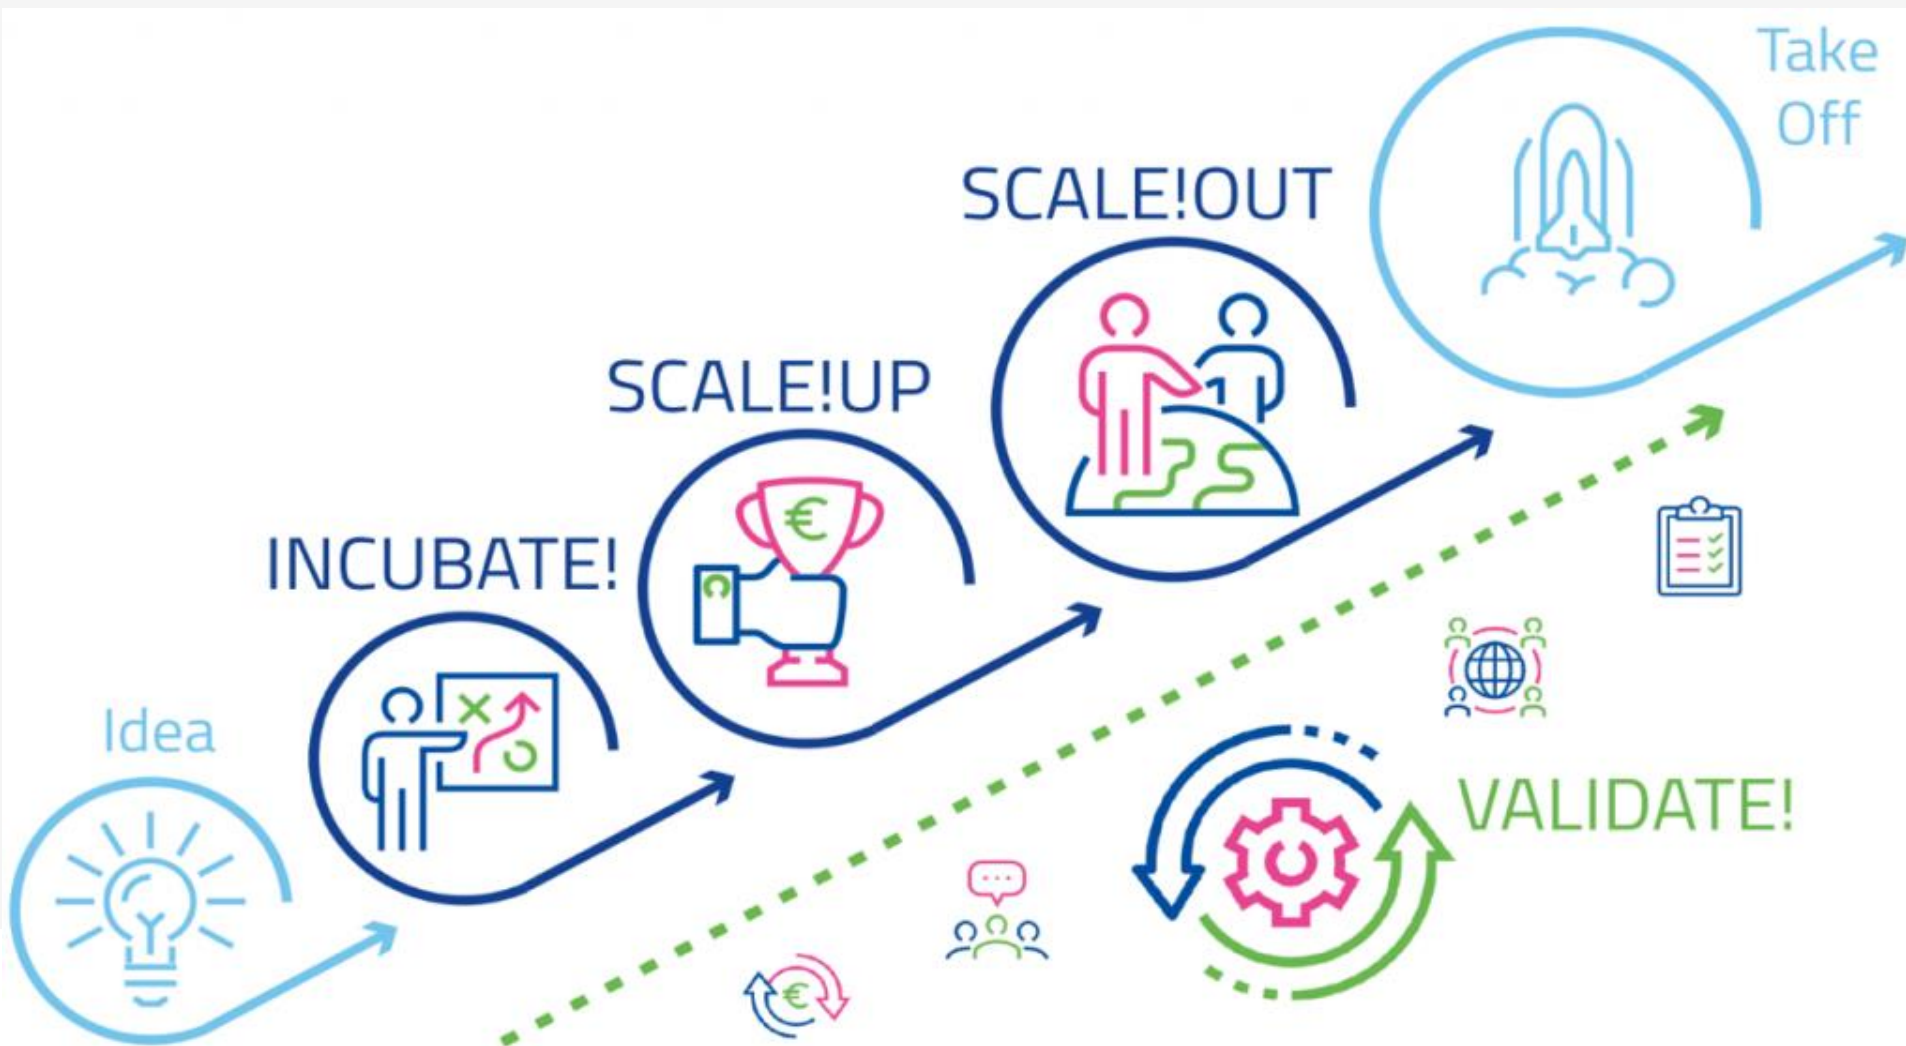 Idea
INCUBATE!
SCALE!UP
SCALE!OUT
Take
Off
€
€
VALIDATE!